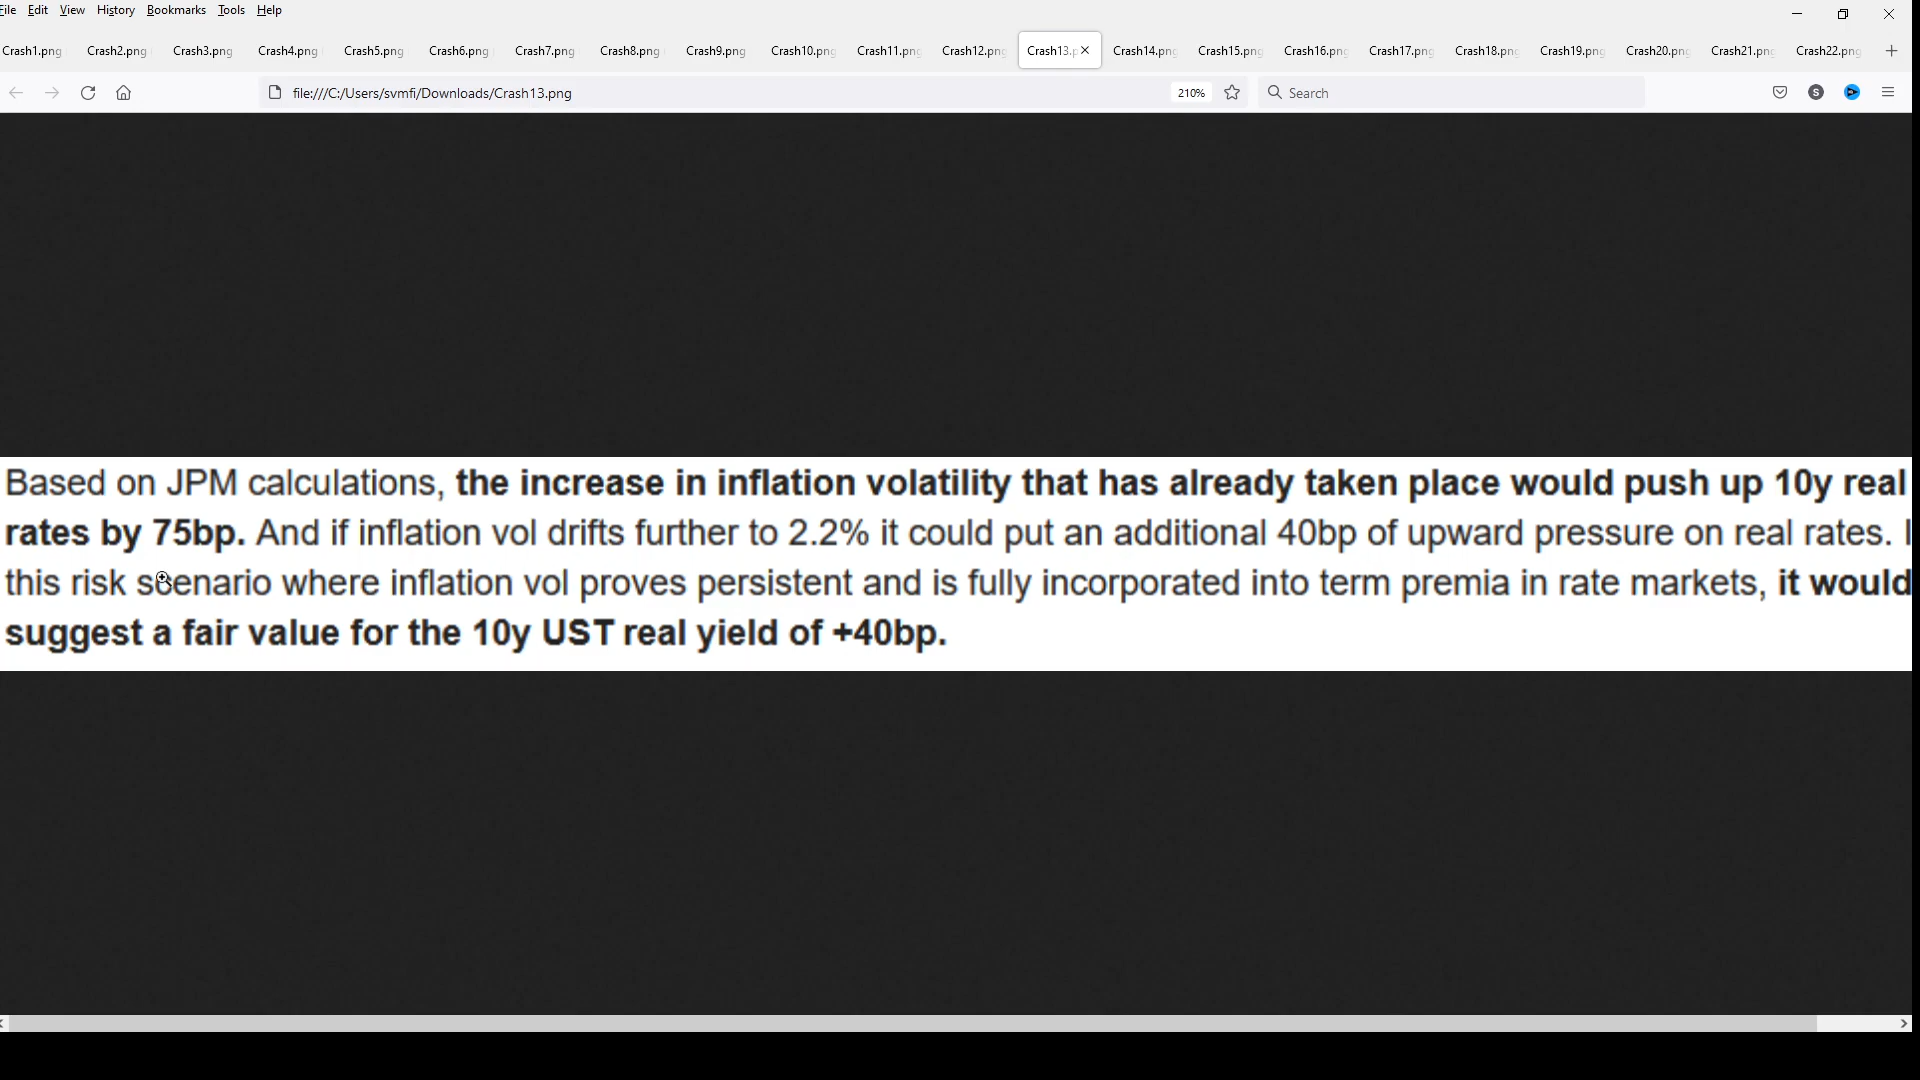 File Edit View History Bookmarks Tools Help
Crash1.png Crash2.png Crash3.png Crash4.png Crash5.png Crash6.png Crash7.png Crash8.png Crash9.png Crash10.png Crash11.png Crash12.png Crash13.p Crash14.png Crash15.png Crash16.png Crash17.png Crash18.png Crash19.png Crash20.png Crash21.png Crash22.png
file:///C:/Users/svmfi/Downloads/Crash13.png 210% Search S
Based on JPM calculations, the increase in inflation volatility that has already taken place would push up 10y real
rates by 75bp. And if inflation vol drifts further to 2.2% it could put an additional 40bp of upward pressure on real rates. I
this risk scenario where inflation vol proves persistent and is fully incorporated into term premia in rate markets, it would
suggest a fair value for the 10y UST real yield of +40bp.